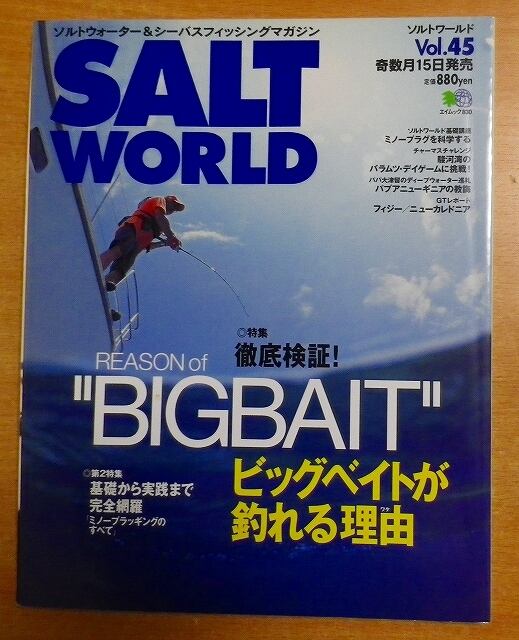 ソルトウォーター＆シーバスフィッシングマガジン
SALT
WORLD
ソルトワールド
Vol.45
奇数月15日発売
定価880yen
エイムック 830
ソルトワールド基礎講座
ミノープラグを科学する
チャーマスチャレンジ
駿河湾の
バラムツ・デイゲームに挑戦！
パパ大津留のディープウォーター巡礼
パプアニューギニアの教訓
GTレポート
フィジー／ニューカレドニア
◎特集
徹底検証！
REASON of
"BIGBAIT"
ビッグベイトが
釣れる理由
ワケ
◎第2特集
基礎から実践まで
完全網羅
「ミノープラッギングの
すべて」